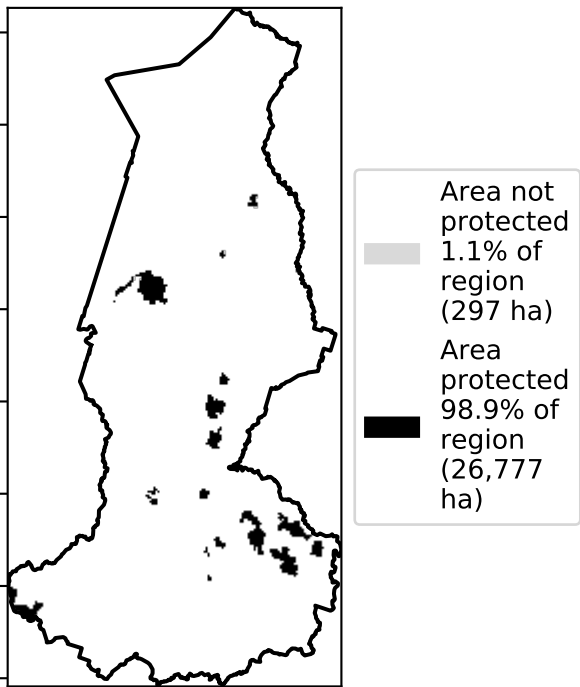 Area not
protected
1.1% of
region
(297 ha)
Area
protected
98.9% of
region
(26,777
ha)